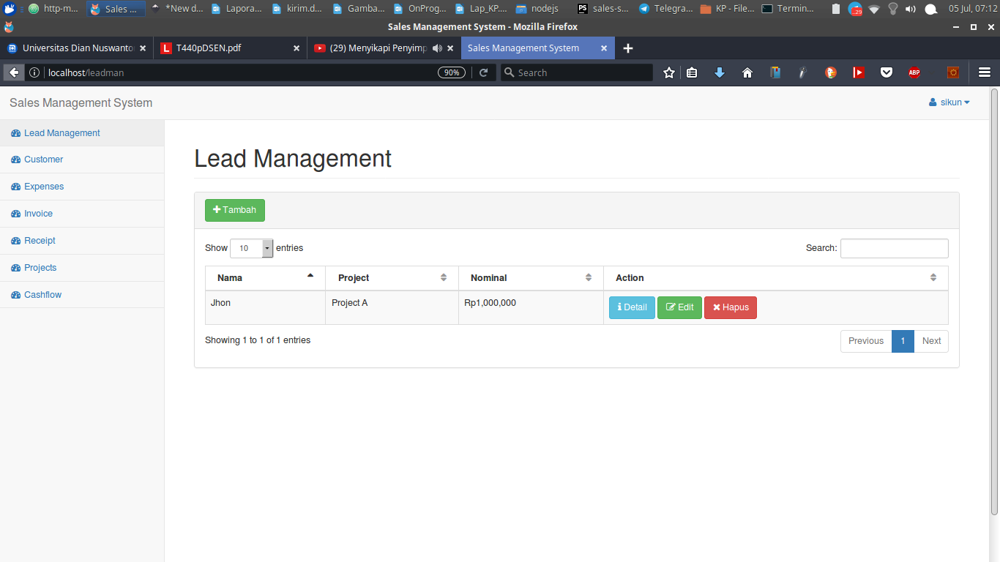 http-m... Sales ... *New d... Lapora... kirim.d... Gamba... OnProg... Lap_KP.... nodejs PS sales-s... Telegra... KP - File... Termin... ...29 05 Jul, 07:12
Sales Management System - Mozilla Firefox
Universitas Dian Nuswanto L T440pDSEN.pdf (29) Menyikapi Penyimp Sales Management System
localhost/leadman 90% Search ABP
Sales Management System sikun
Lead Management
Customer
Expenses
Invoice
Receipt
Projects
Cashflow
Lead Management
Tambah
Show 10 entries Search:
Nama Project Nominal Action
Jhon Project A Rp1,000,000 Detail Edit Hapus
Showing 1 to 1 of 1 entries Previous 1 Next